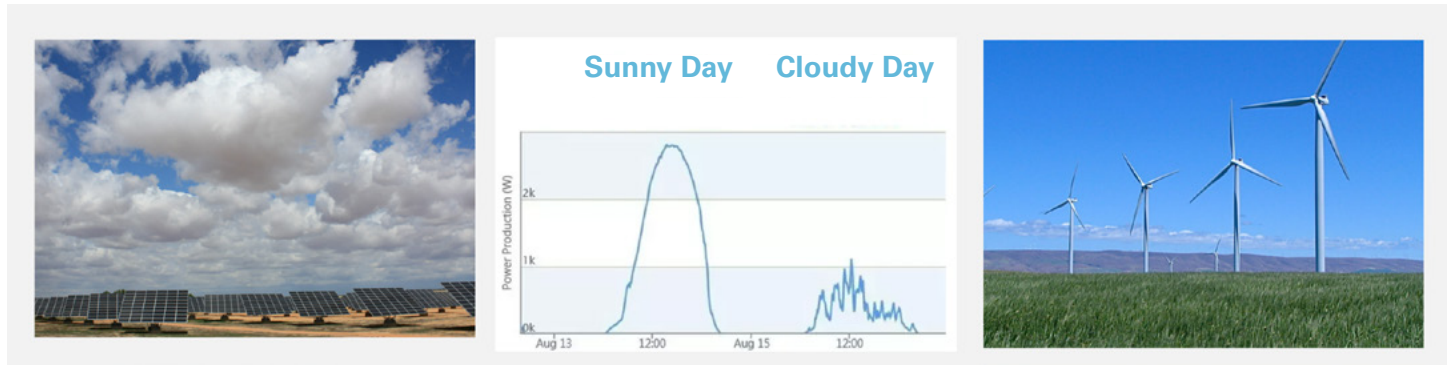 Sunny Day Cloudy Day
Power Production (W)
2k
1k
0k
Aug 13 12:00 Aug 15 12:00